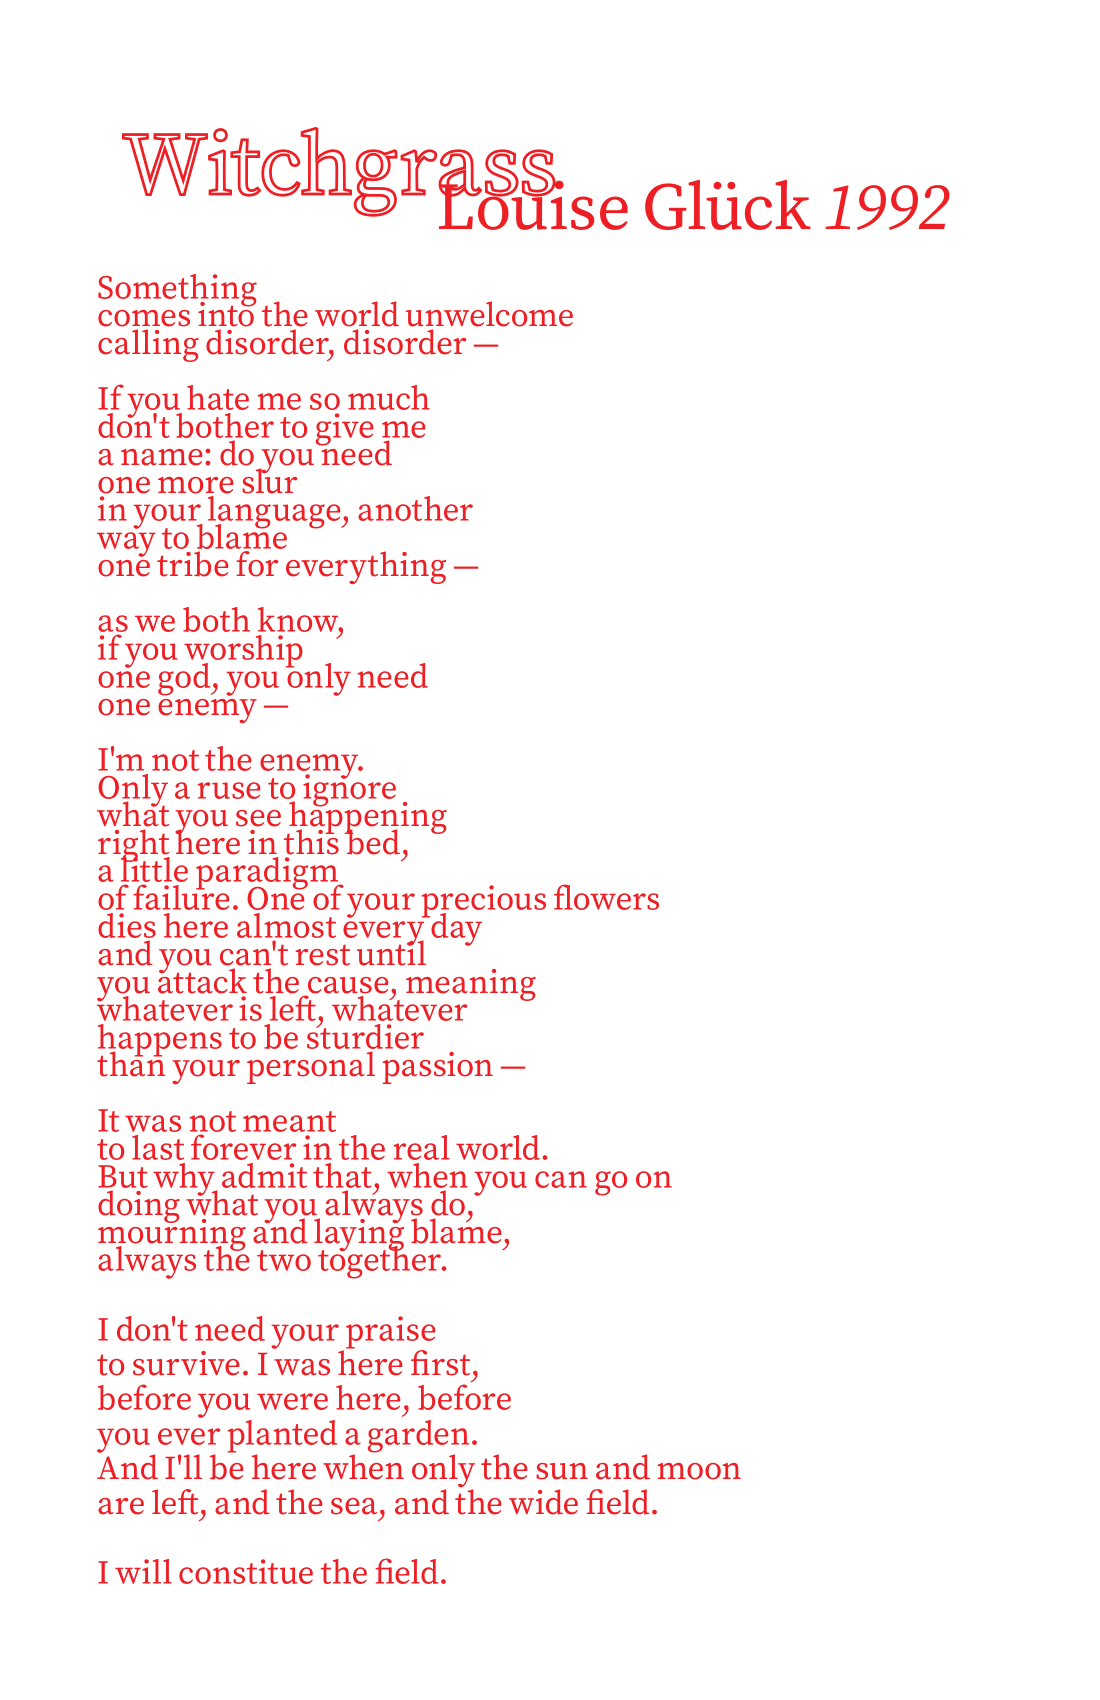 Witchgrass
Louise Glück 1992
Something
comes into the world unwelcome
calling disorder, disorder —
If you hate me so much
don't bother to give me
a name: do you need
one more slur
in your language, another
way to blame
one tribe for everything —
as we both know,
if you worship
one god, you only need
one enemy —
I'm not the enemy.
Only a ruse to ignore
what you see happening
right here in this bed,
a little paradigm
of failure. One of your precious flowers
dies here almost every day
and you can't rest until
you attack the cause, meaning
whatever is left, whatever
happens to be sturdier
than your personal passion —
It was not meant
to last forever in the real world.
But why admit that, when you can go on
doing what you always do,
mourning and laying blame,
always the two together.
I don't need your praise
to survive. I was here first,
before you were here, before
you ever planted a garden.
And I'll be here when only the sun and moon
are left, and the sea, and the wide field.
I will constitue the field.